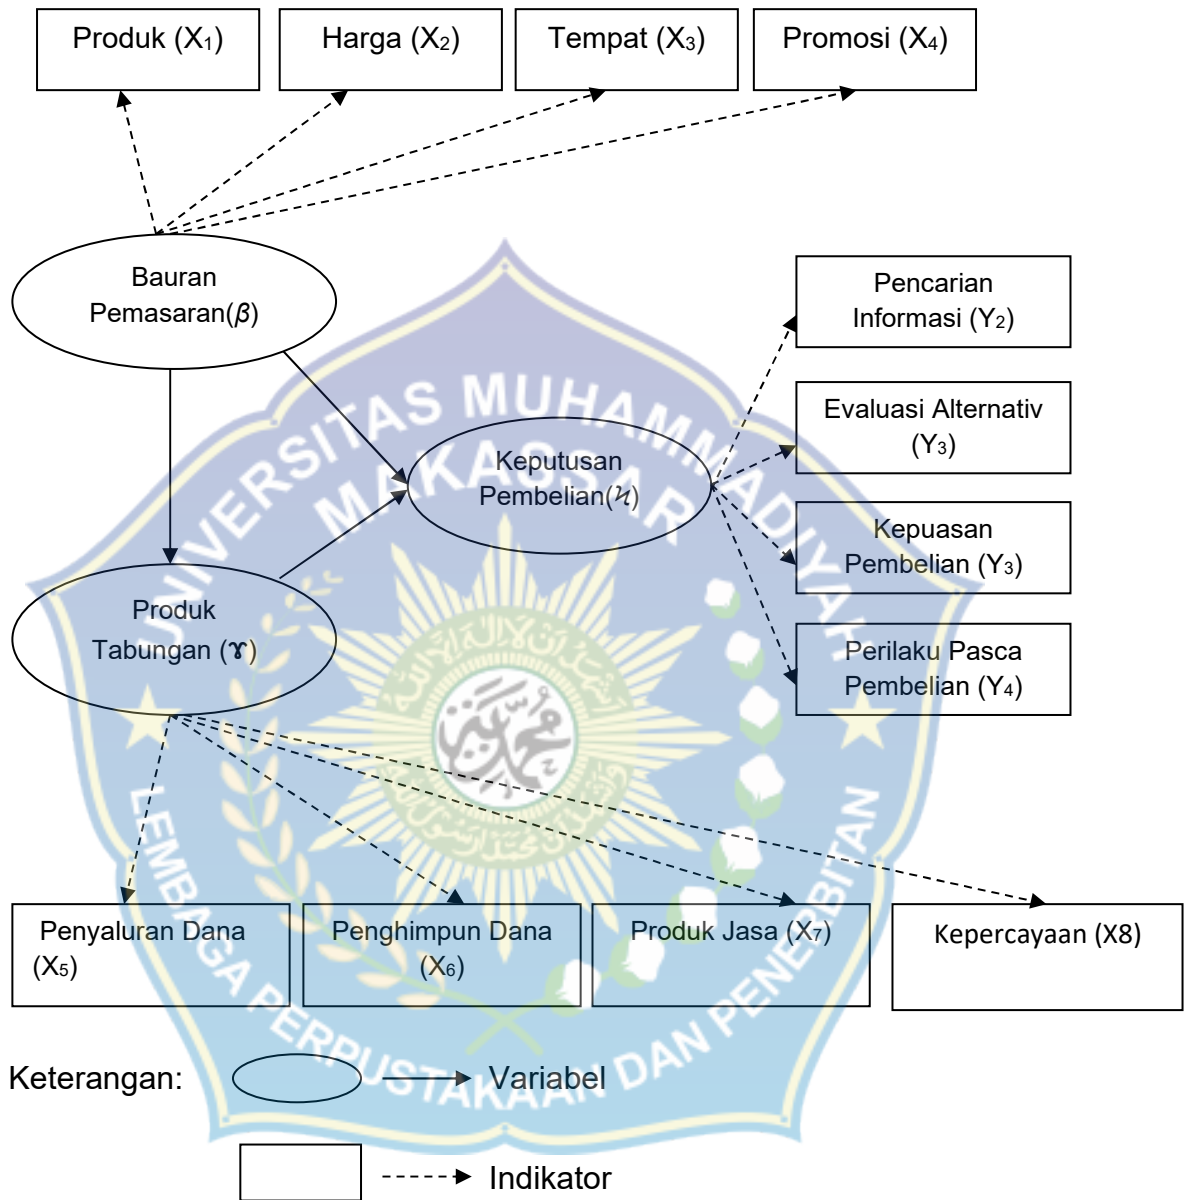 Produk (X1)
Harga (X2)
Tempat (X3)
Promosi (X4)
Bauran
Pemasaran(β)
Pencarian
Informasi (Y2)
Evaluasi Alternativ
(Y3)
Keputusan
Pembelian(ϰ)
Kepuasan
Pembelian (Y3)
Produk
Tabungan (ϒ)
Perilaku Pasca
Pembelian (Y4)
Penyaluran Dana
(X5)
Penghimpun Dana
(X6)
Produk Jasa (X7)
Kepercayaan (X8)
Keterangan:
Variabel
Indikator
UNIVERSITAS MUHAMMADIYAH
MAKASSAR
LEMBAGA PERPUSTAKAAN DAN PENERBITAN